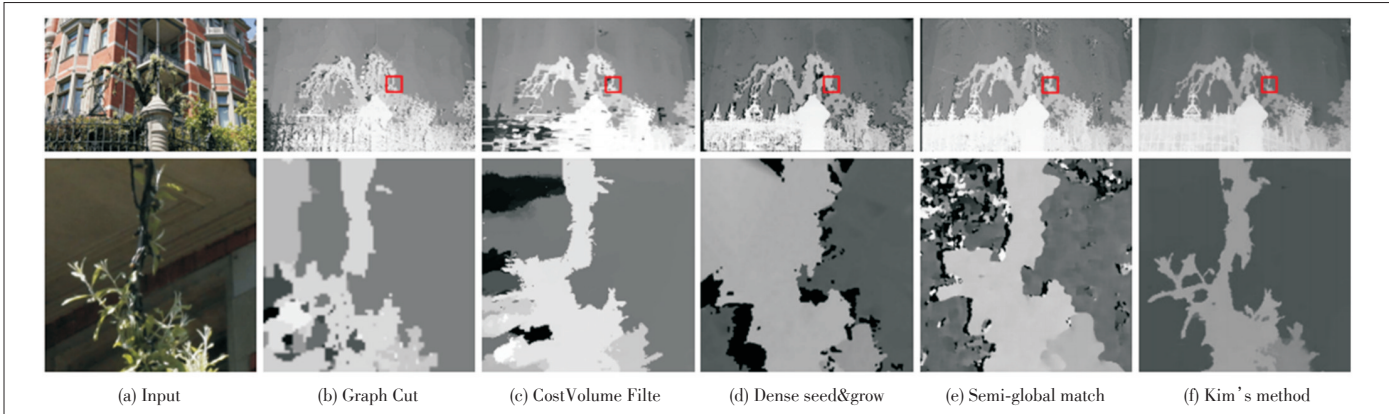 (a) Input
(b) Graph Cut
(c) CostVolume Filte
(d) Dense seed&grow
(e) Semi-global match
(f) Kim's method